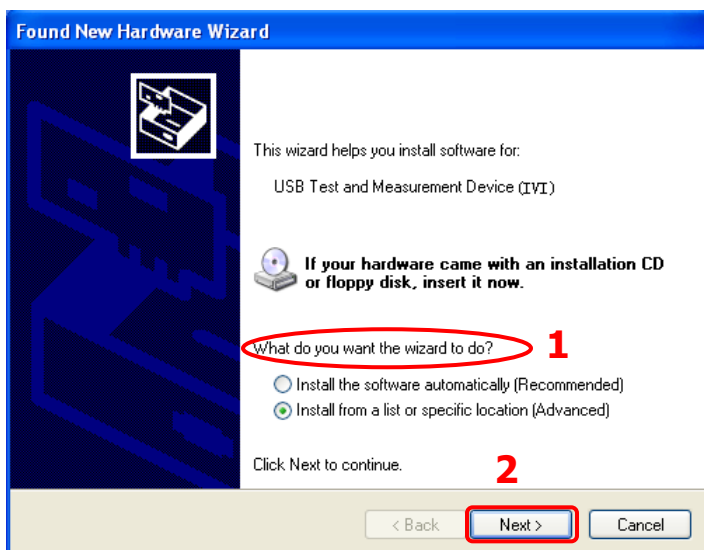 Found New Hardware Wizard
This wizard helps you install software for:
USB Test and Measurement Device (IVI)
If your hardware came with an installation CD
or floppy disk, insert it now.
What do you want the wizard to do? 1
Install the software automatically (Recommended)
Install from a list or specific location (Advanced)
Click Next to continue. 2
< Back Next > Cancel